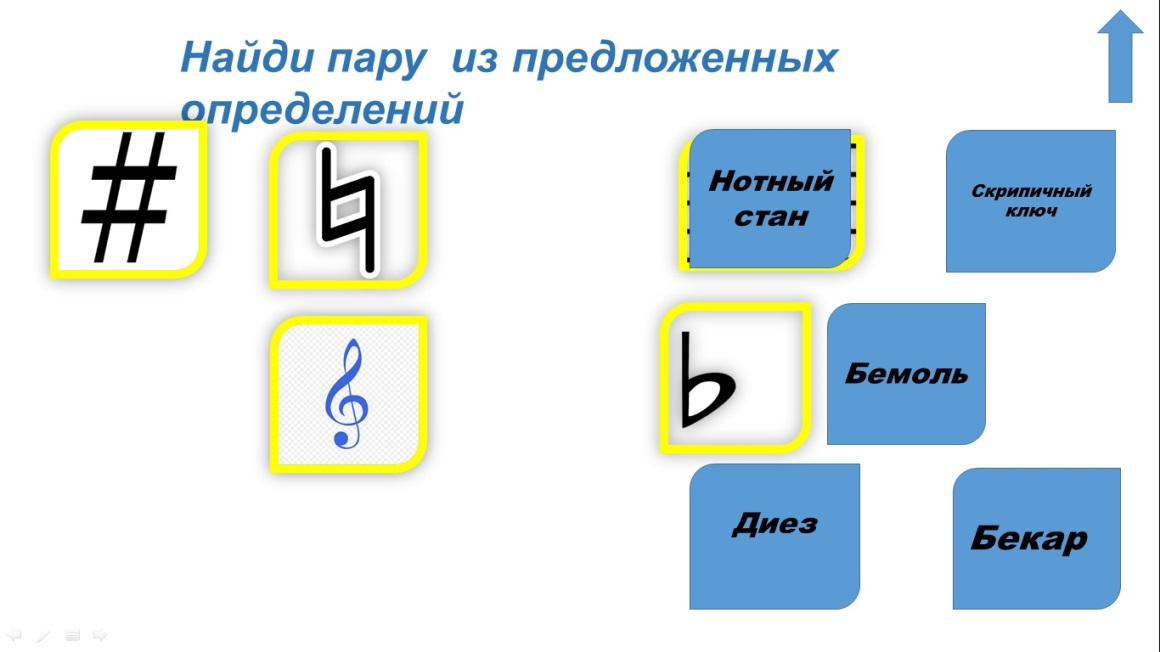 Найди пару из предложенных
определений
Нотный
стан
Скрипичный
ключ
Бемоль
Диез
Бекар